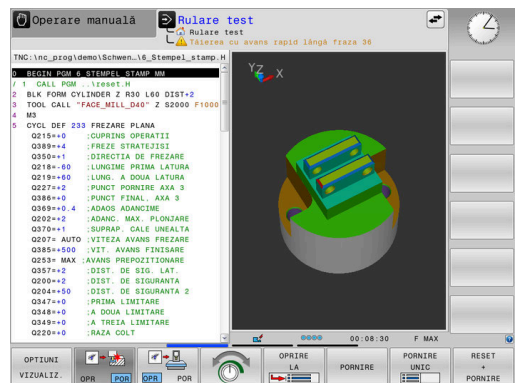 Operare manuală
Rulare test
Rulare test
Tăierea cu avans rapid lângă fraza 36
TNC:\nc_prog\demo\Schwen…\6_Stempel_stamp.H
0 BEGIN PGM 6_STEMPEL_STAMP MM
/ 1 CALL PGM ..\reset.H
2 BLK FORM CYLINDER Z R30 L60 DIST+2
3 TOOL CALL "FACE_MILL_D40" Z S2000 F1000
4 M3
5 CYCL DEF 233 FREZARE PLANA
Q215=+0 ;CUPRINS OPERATII
Q389=+4 ;FREZE STRATEJISI
Q350=+1 ;DIRECTIA DE FREZARE
Q218=-60 ;LUNGIME PRIMA LATURA
Q219=+60 ;LUNG. A DOUA LATURA
Q227=+2 ;PUNCT PORNIRE AXA 3
Q386=+0 ;PUNCT FINAL. AXA 3
Q369=+0.4 ;ADAOS ADANCIME
Q202=+2 ;ADANC. MAX. PLONJARE
Q370=+1 ;SUPRAP. CALE UNEALTA
Q207= AUTO ;VITEZA AVANS FREZARE
Q385=+500 ;VIT. AVANS FINISARE
Q253= MAX ;AVANS PREPOZITIONARE
Q357=+2 ;DIST. DE SIG. LAT.
Q200=+2 ;DIST. DE SIGURANTA
Q204=+50 ;DIST. DE SIGURANTA 2
Q347=+0 ;PRIMA LIMITARE
Q348=+0 ;A DOUA LIMITARE
Q349=+0 ;A TREIA LIMITARE
Q220=+0 ;RAZA COLT
Y Z X
00:08:30 F MAX
OPTIUNI
VIZUALIZ.
OPR POR
OPR POR
OPRIRE
LA
PORNIRE
PORNIRE
UNIC
RESET
+
PORNIRE